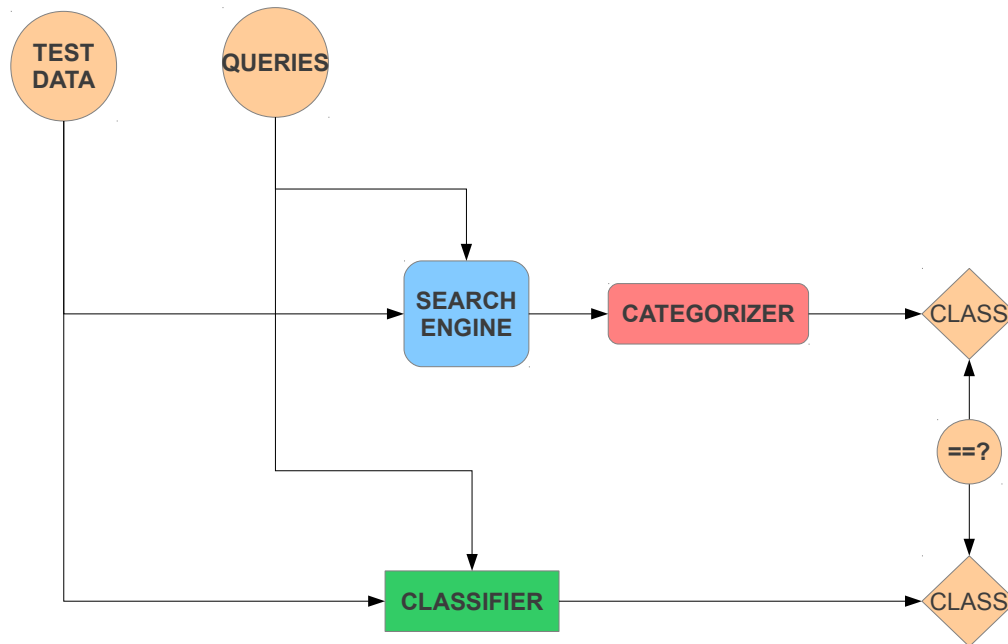 TEST
DATA
QUERIES
SEARCH
ENGINE
CATEGORIZER
CLASS
==?
CLASSIFIER
CLASS